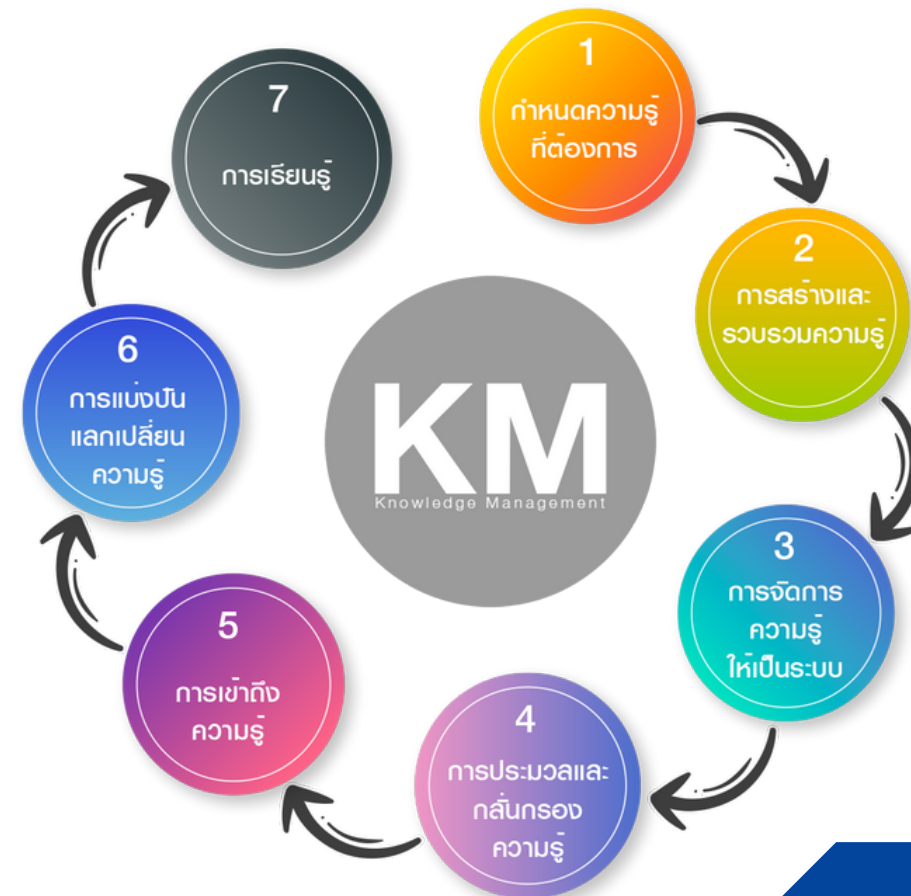 1
กำหนดความรู้
ที่ต้องการ
2
การสร้างและ
รวบรวมความรู้
3
การจัดการ
ความรู้
ให้เป็นระบบ
4
การประมวลและ
กลั่นกรอง
ความรู้
5
การเข้าถึง
ความรู้
6
การแบ่งปัน
แลกเปลี่ยน
ความรู้
7
การเรียนรู้
KM
Knowledge Management